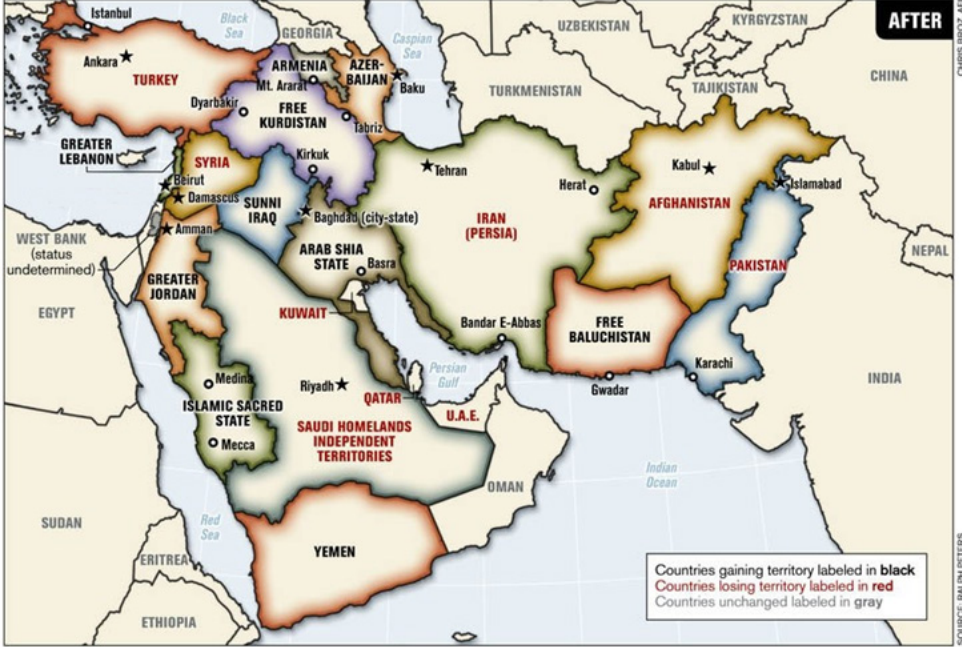 AFTER
CHRIS BROZ, AFJ
Istanbul
Black
Sea
GEORGIA
Caspian
Sea
UZBEKISTAN
KYRGYZSTAN
Ankara
TURKEY
ARMENIA
Mt. Ararat
AZER-
BAIJAN
Baku
TURKMENISTAN
TAJIKISTAN
CHINA
Dyarbakir
FREE
KURDISTAN
Tabriz
GREATER
LEBANON
SYRIA
Kirkuk
Tehran
Herat
Kabul
Islamabad
Beirut
Damascus
SUNNI
IRAQ
Baghdad (city-state)
IRAN
(PERSIA)
AFGHANISTAN
WEST BANK
(status
undetermined)
Amman
ARAB SHIA
STATE
Basra
PAKISTAN
NEPAL
EGYPT
GREATER
JORDAN
KUWAIT
Bandar E-Abbas
FREE
BALUCHISTAN
Karachi
INDIA
Medina
Riyadh
Persian
Gulf
QATAR
Gwadar
ISLAMIC SACRED
STATE
Mecca
SAUDI HOMELANDS
INDEPENDENT
TERRITORIES
U.A.E.
OMAN
Indian
Ocean
SUDAN
Red
Sea
ERITREA
YEMEN
ETHIOPIA
Countries gaining territory labeled in black
Countries losing territory labeled in red
Countries unchanged labeled in gray
SOURCE: RALPH PETERS